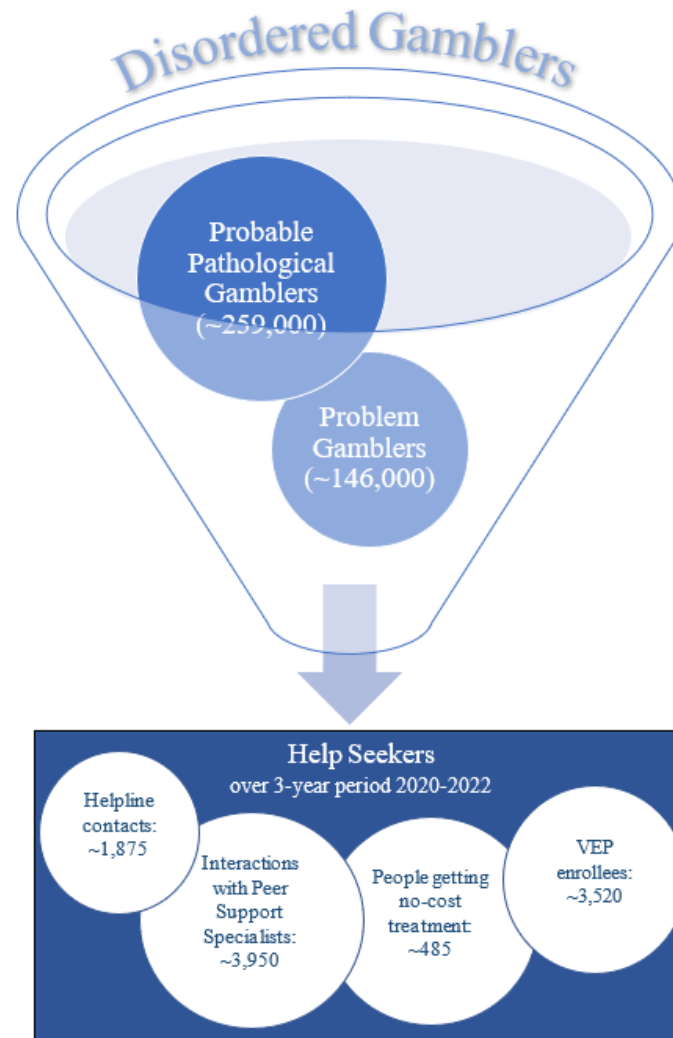 Disordered Gamblers
Probable
Pathological
Gamblers
(~259,000)
Problem
Gamblers
(~146,000)
Help Seekers
over 3-year period 2020-2022
Helpline
contacts:
~1,875
Interactions
with Peer
Support
Specialists:
~3,950
People getting
no-cost
treatment:
~485
VEP
enrollees:
~3,520